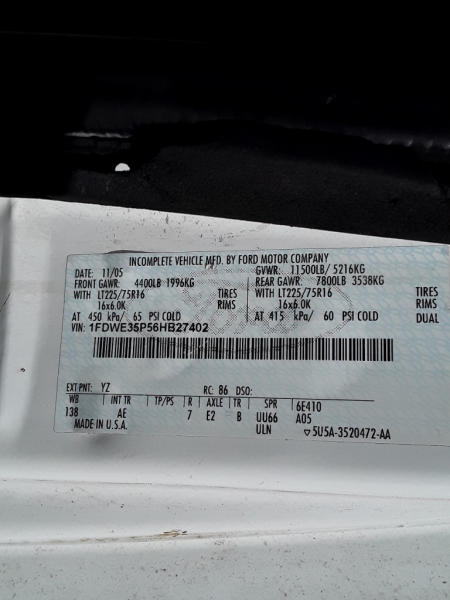 INCOMPLETE VEHICLE MFD. BY FORD MOTOR COMPANY
DATE: 11/05 GVWR: 11500LB/ 5216KG
FRONT GAWR: 4400LB 1996KG REAR GAWR: 7800LB 3538KG
WITH LT225/75R16 TIRES WITH LT225/75R16 TIRES
16x6.0K RIMS 16x6.0K RIMS
AT 450 kPa/ 65 PSI COLD AT 415 kPa/ 60 PSI COLD DUAL
VIN: 1FDWE35P56HB27402
EXT PNT: YZ RC: 86 DSO:
WB INT TR TP/PS R AXLE TR SPR 6E410
138 AE 7 E2 B UU66 A05
MADE IN U.S.A. ULN ▽5U5A-3520472-AA